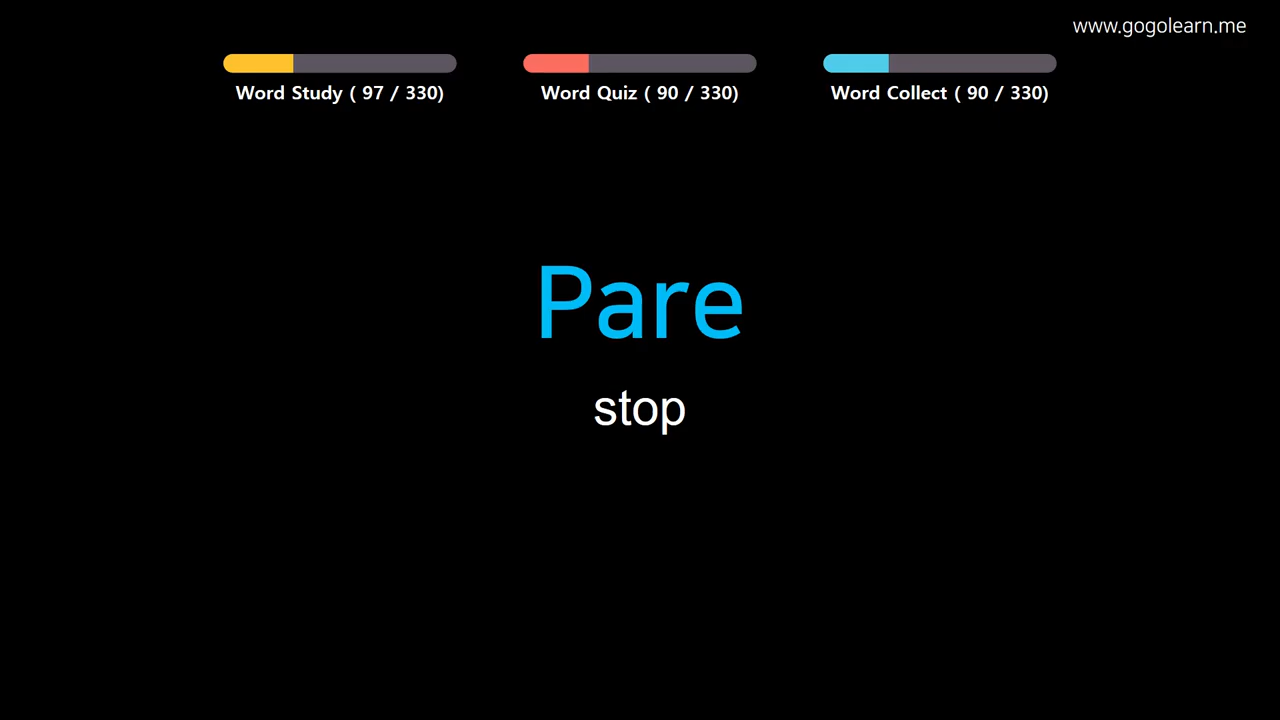 www.gogolearn.me
Word Study ( 97 / 330)
Word Quiz ( 90 / 330)
Word Collect ( 90 / 330)
Pare
stop